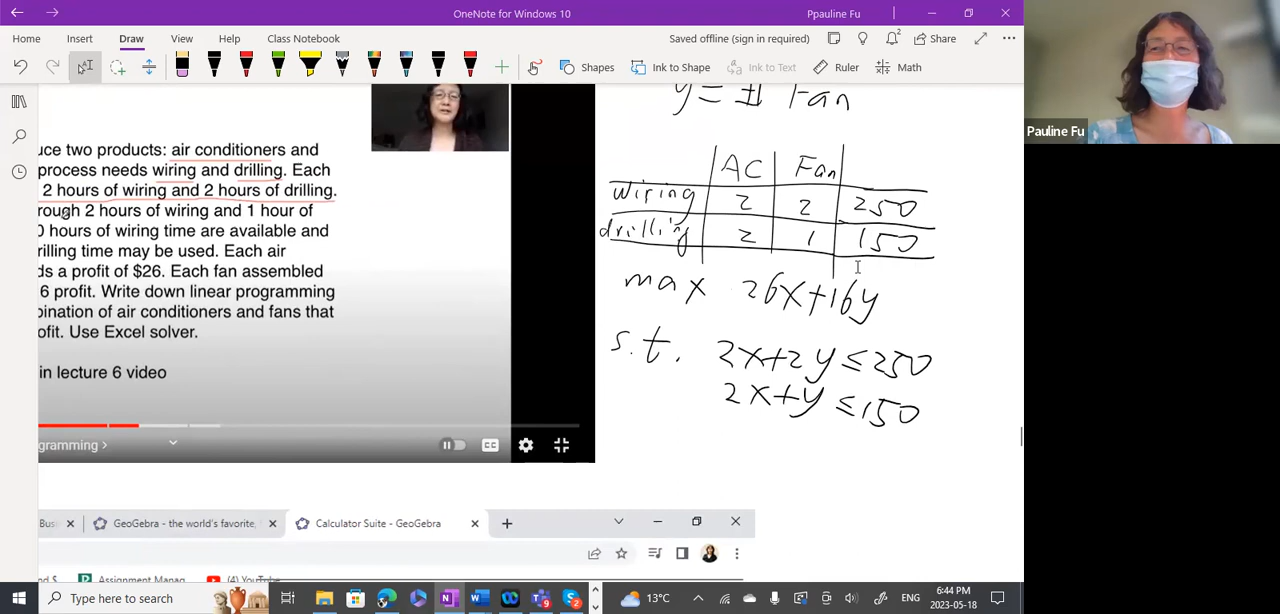 OneNote for Windows 10
Ppauline Fu
Home Insert Draw View Help Class Notebook
Saved offline (sign in required)
Share
Shapes Ink to Shape Ink to Text Ruler Math
y = # Fan
uce two products: air conditioners and
process needs wiring and drilling. Each
2 hours of wiring and 2 hours of drilling.
rough 2 hours of wiring and 1 hour of
0 hours of wiring time are available and
rilling time may be used. Each air
ds a profit of $26. Each fan assembled
6 profit. Write down linear programming
bination of air conditioners and fans that
ofit. Use Excel solver.
in lecture 6 video
gramming >
CC
AC Fan
wiring 2 2 250
drilling 2 1 150
max 26x+16y
s.t. 2x+2y≤250
2x+y≤150
Pauline Fu
Bus GeoGebra - the world's favorite, Calculator Suite - GeoGebra
nd S Assignment Manag (4) YouTube
Type here to search
13°C
ENG
6:44 PM
2023-05-18